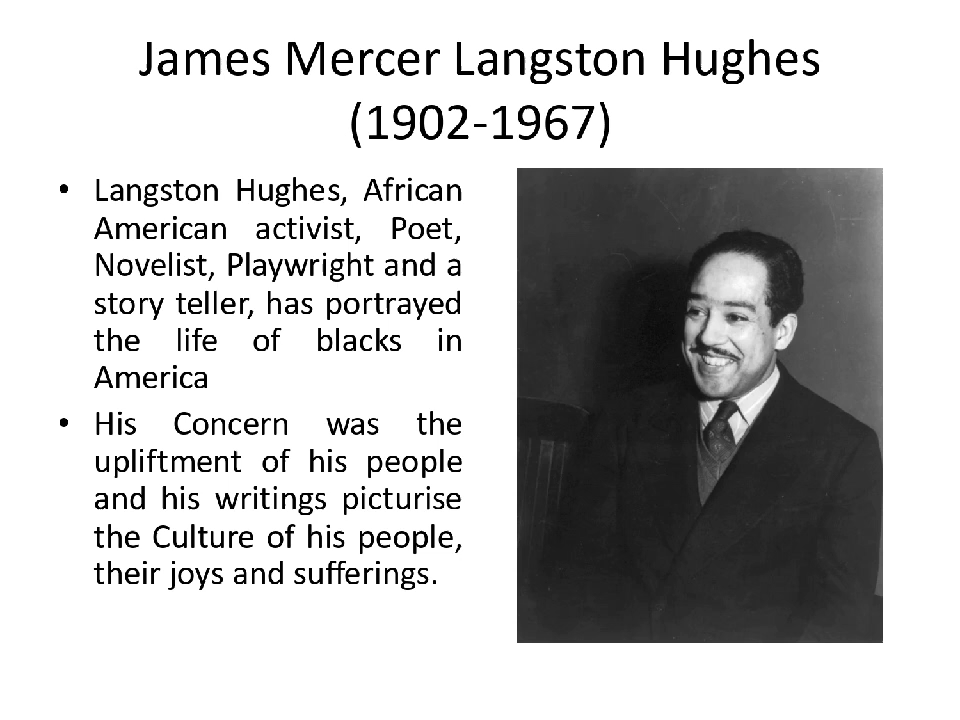 James Mercer Langston Hughes
(1902-1967)
• Langston Hughes, African
American activist, Poet,
Novelist, Playwright and a
story teller, has portrayed
the life of blacks in
America
• His Concern was the
upliftment of his people
and his writings picturise
the Culture of his people,
their joys and sufferings.